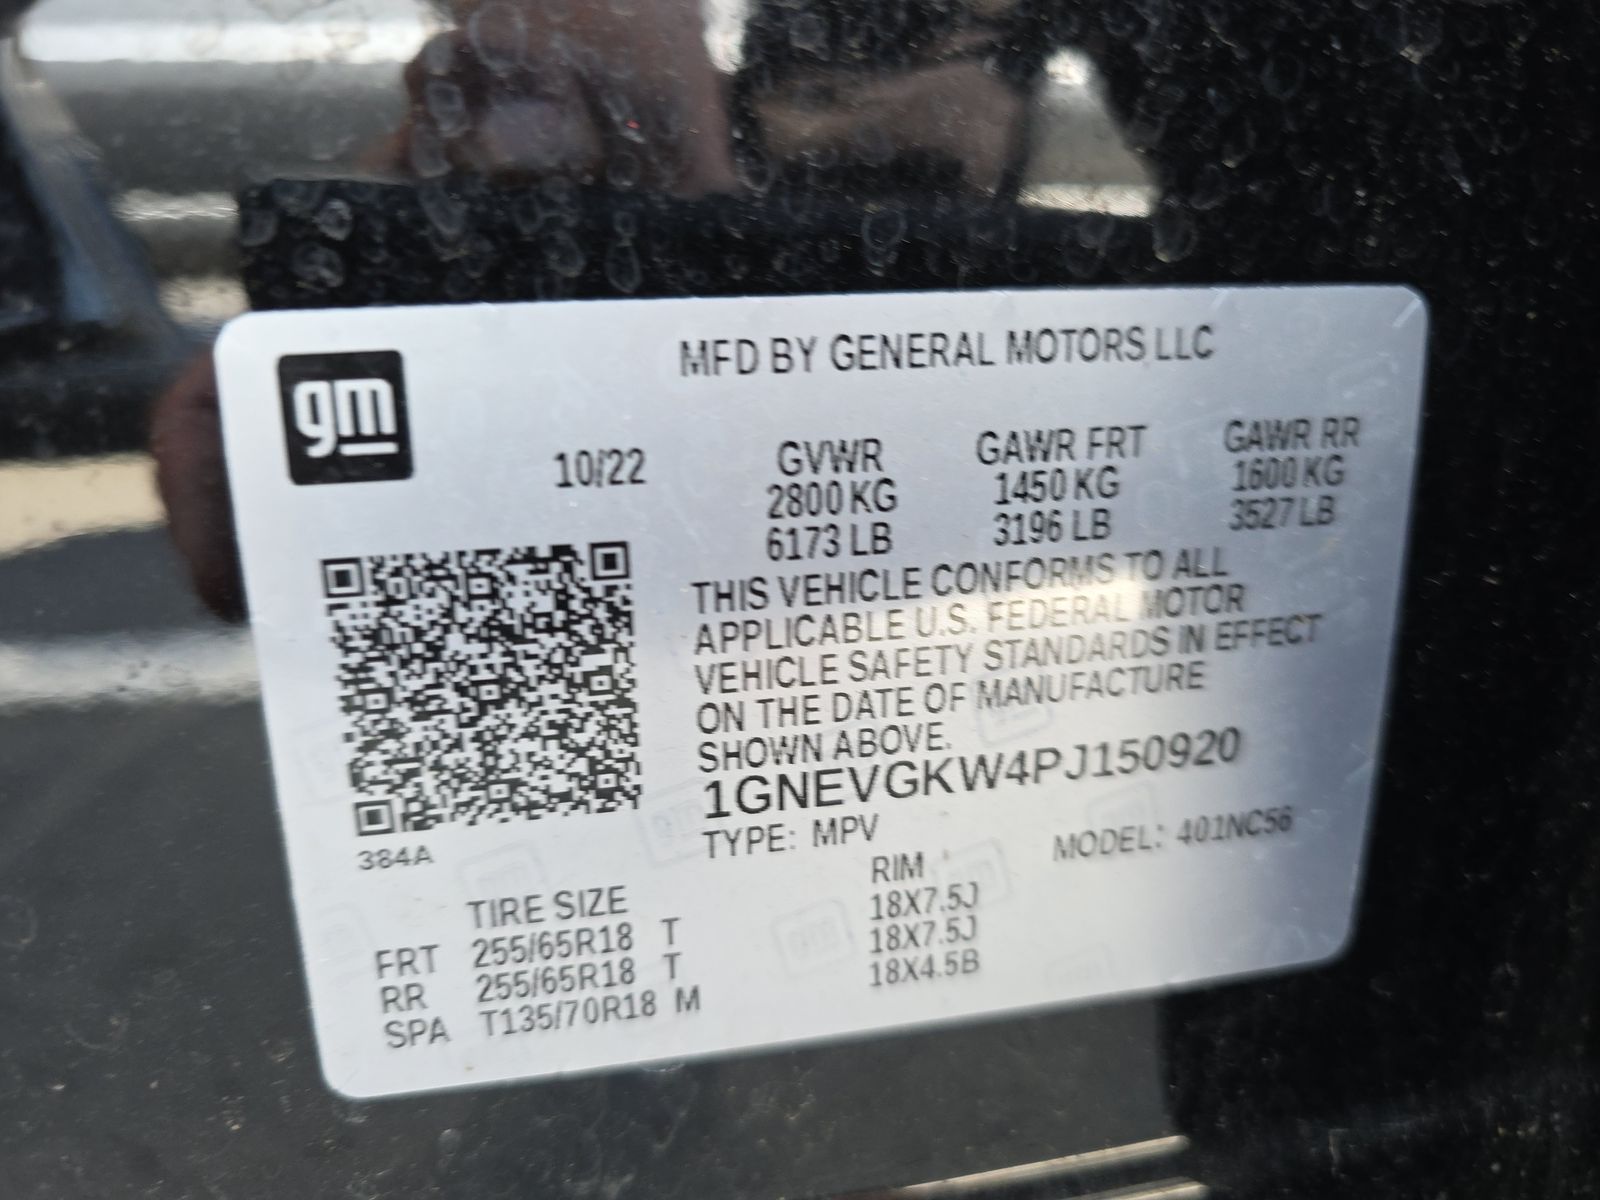 gm
MFD BY GENERAL MOTORS LLC
10/22 GVWR GAWR FRT GAWR RR
2800 KG 1450 KG 1600 KG
6173 LB 3196 LB 3527 LB
THIS VEHICLE CONFORMS TO ALL
APPLICABLE U.S. FEDERAL MOTOR
VEHICLE SAFETY STANDARDS IN EFFECT
ON THE DATE OF MANUFACTURE
SHOWN ABOVE.
1GNEVGKW4PJ150920
TYPE: MPV MODEL: 401NC56
384A
TIRE SIZE RIM
FRT 255/65R18 T 18X7.5J
RR 255/65R18 T 18X7.5J
SPA T135/70R18 M 18X4.5B